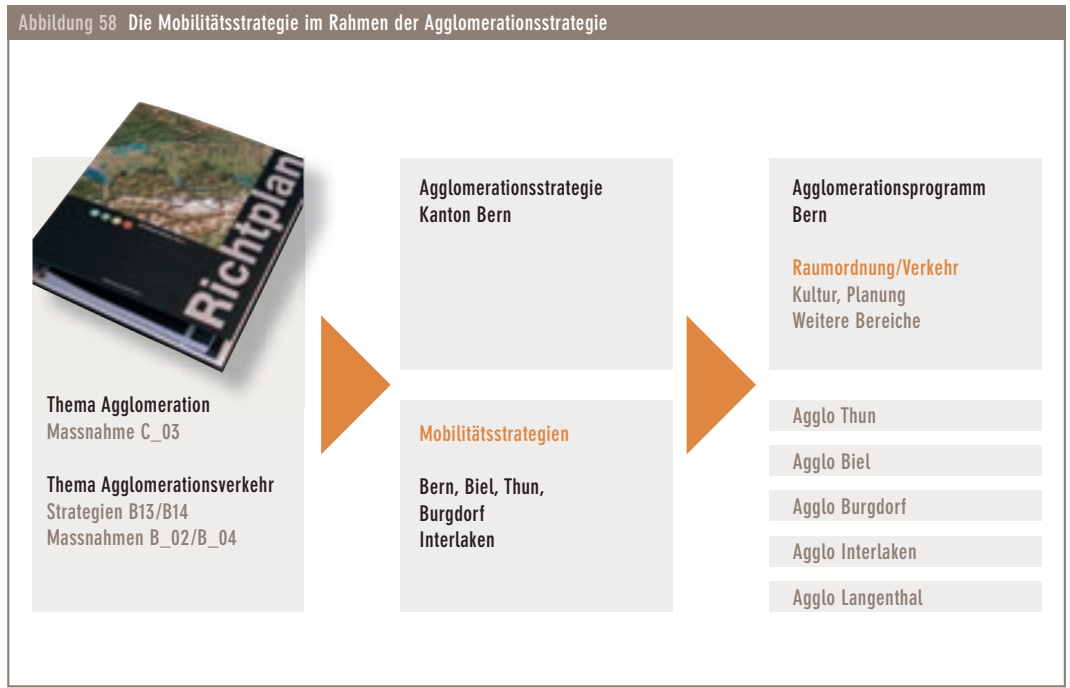 Abbildung 58 Die Mobilitätsstrategie im Rahmen der Agglomerationsstrategie
Richtplan
Thema Agglomeration
Massnahme C_03
Thema Agglomerationsverkehr
Strategien B13/B14
Massnahmen B_02/B_04
Agglomerationsstrategie
Kanton Bern
Mobilitätsstrategien
Bern, Biel, Thun,
Burgdorf
Interlaken
Agglomerationsprogramm
Bern
Raumordnung/Verkehr
Kultur, Planung
Weitere Bereiche
Agglo Thun
Agglo Biel
Agglo Burgdorf
Agglo Interlaken
Agglo Langenthal